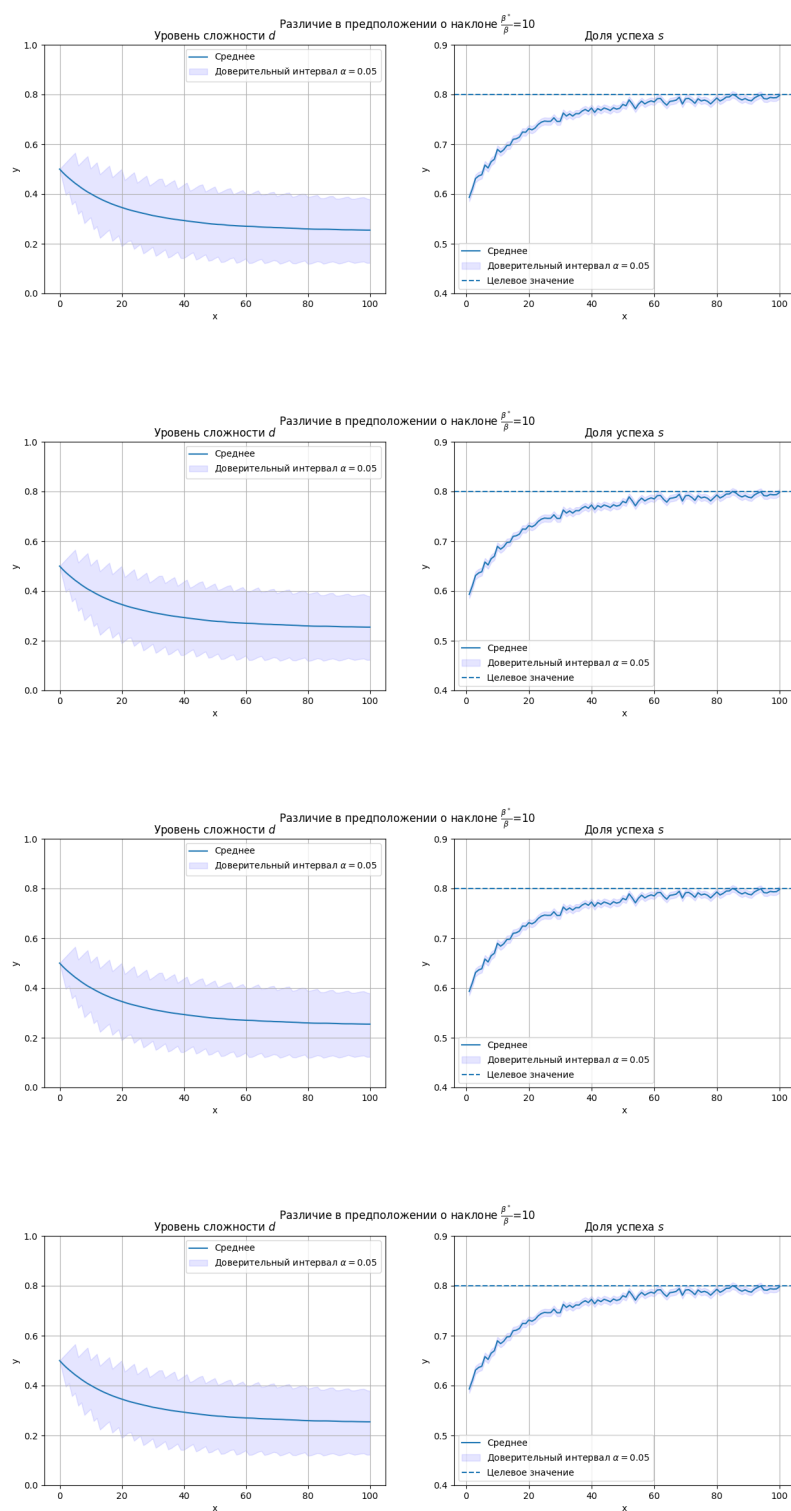 Различие в предположении о наклоне β*/β=10
Уровень сложности d
Доля успеха s
1.0
0.8
0.6
0.4
0.2
0.0
y
Среднее
Доверительный интервал α = 0.05
0 20 40 60 80 100
x
0.9
0.8
0.7
0.6
0.5
0.4
y
Среднее
Доверительный интервал α = 0.05
Целевое значение
0 20 40 60 80 100
x
Различие в предположении о наклоне β*/β=10
Уровень сложности d
Доля успеха s
1.0
0.8
0.6
0.4
0.2
0.0
y
Среднее
Доверительный интервал α = 0.05
0 20 40 60 80 100
x
0.9
0.8
0.7
0.6
0.5
0.4
y
Среднее
Доверительный интервал α = 0.05
Целевое значение
0 20 40 60 80 100
x
Различие в предположении о наклоне β*/β=10
Уровень сложности d
Доля успеха s
1.0
0.8
0.6
0.4
0.2
0.0
y
Среднее
Доверительный интервал α = 0.05
0 20 40 60 80 100
x
0.9
0.8
0.7
0.6
0.5
0.4
y
Среднее
Доверительный интервал α = 0.05
Целевое значение
0 20 40 60 80 100
x
Различие в предположении о наклоне β*/β=10
Уровень сложности d
Доля успеха s
1.0
0.8
0.6
0.4
0.2
0.0
y
Среднее
Доверительный интервал α = 0.05
0 20 40 60 80 100
x
0.9
0.8
0.7
0.6
0.5
0.4
y
Среднее
Доверительный интервал α = 0.05
Целевое значение
0 20 40 60 80 100
x